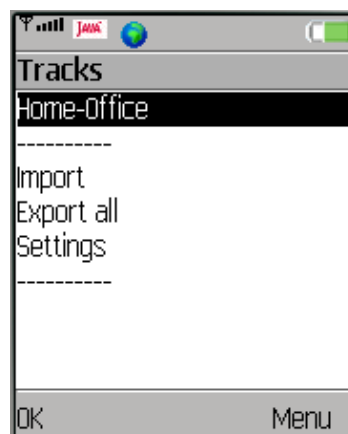 JAVA
Tracks
Home-Office
----------
Import
Export all
Settings
----------
OK Menu